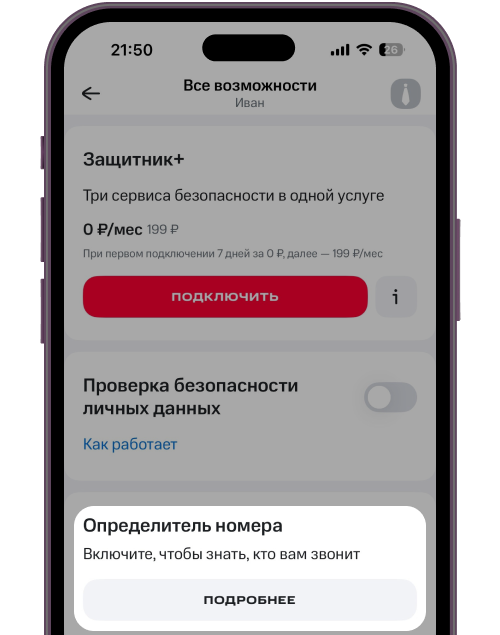 21:50
26
Все возможности
Иван
Защитник+
Три сервиса безопасности в одной услуге
0 ₽/мес 199 ₽
При первом подключении 7 дней за 0 ₽, далее — 199 ₽/мес
ПОДКЛЮЧИТЬ
i
Проверка безопасности
личных данных
Как работает
Определитель номера
Включите, чтобы знать, кто вам звонит
ПОДРОБНЕЕ